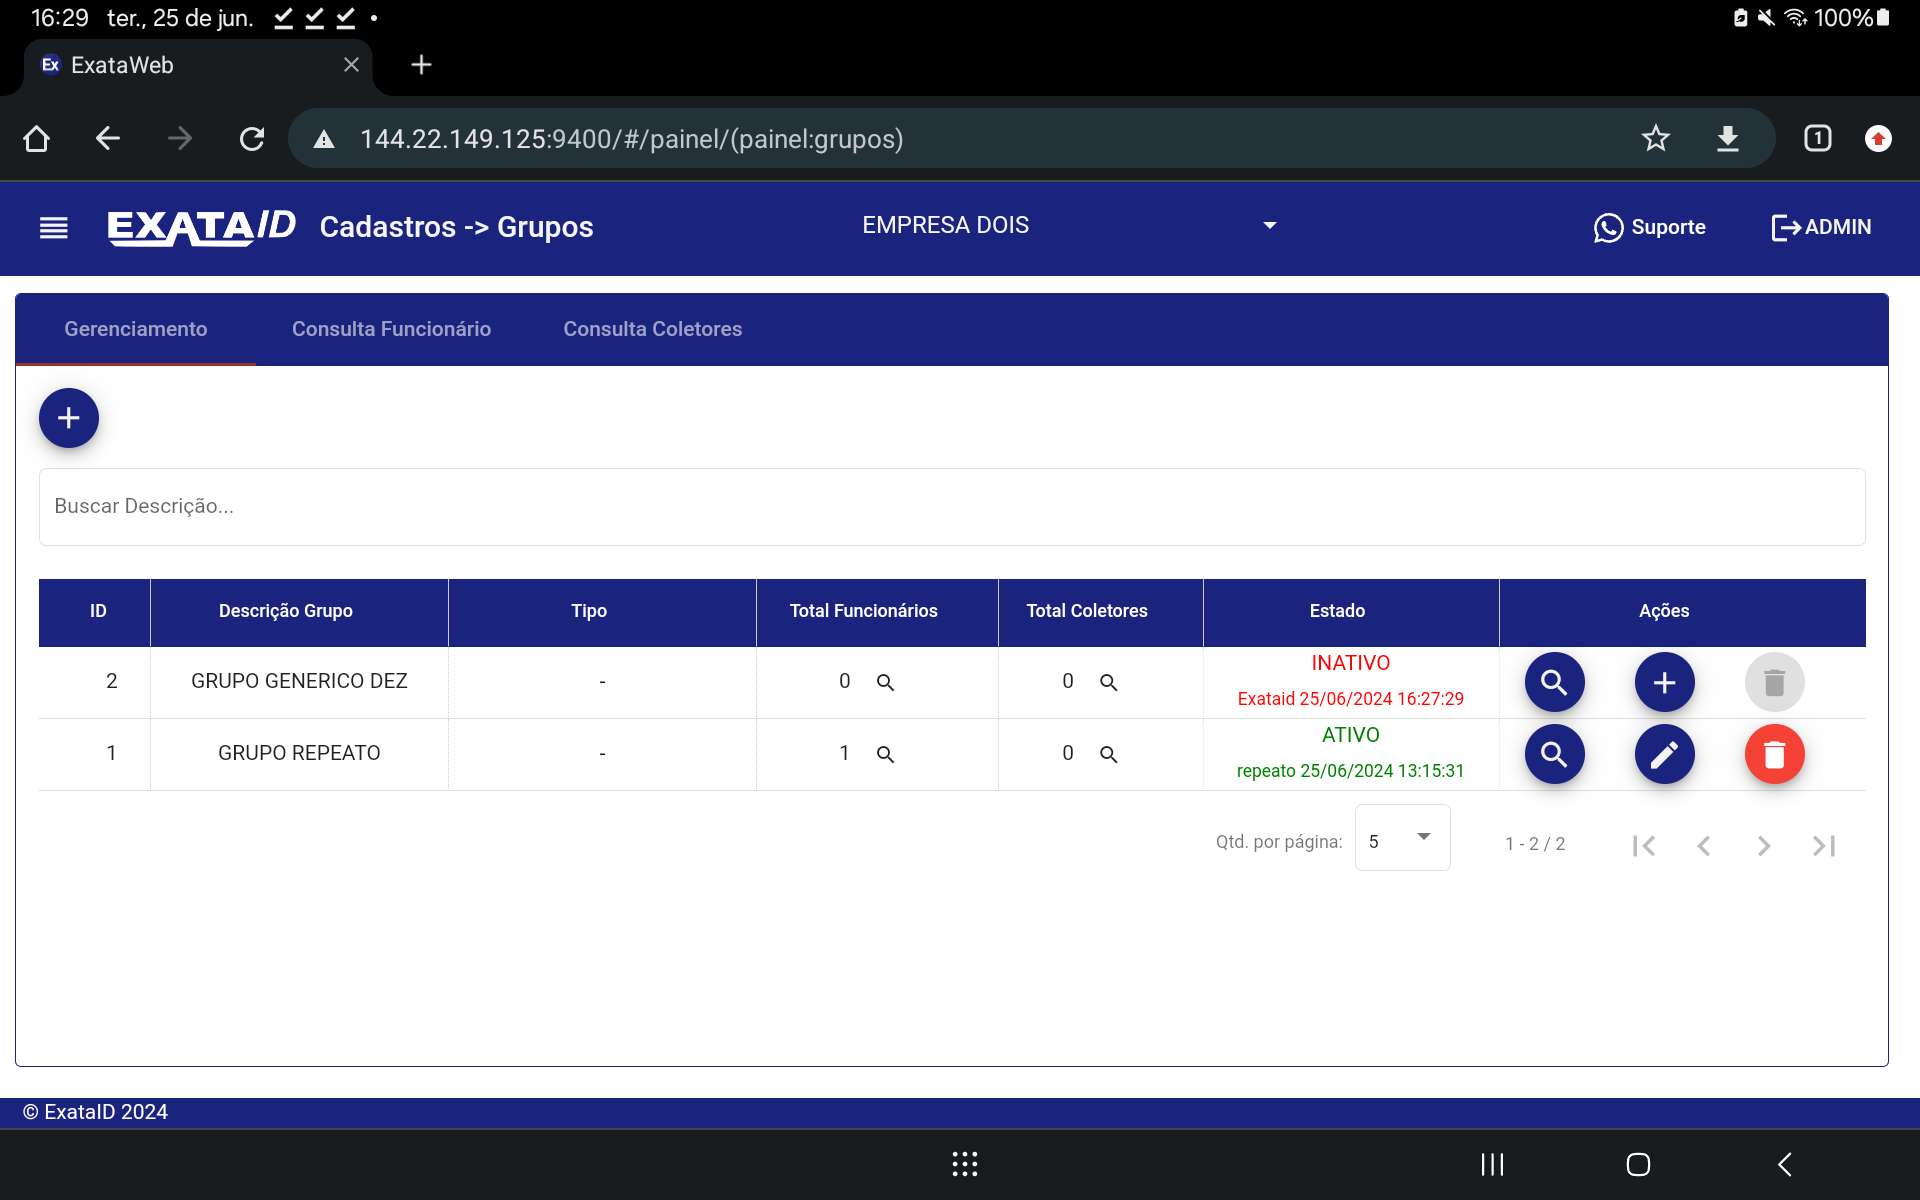 16:29 ter., 25 de jun. 100%
Ex ExataWeb
144.22.149.125:9400/#/painel/(painel:grupos) 1
EXATAID Cadastros -> Grupos EMPRESA DOIS Suporte ADMIN
Gerenciamento Consulta Funcionário Consulta Coletores
Buscar Descrição...
ID Descrição Grupo Tipo Total Funcionários Total Coletores Estado Ações
2 GRUPO GENERICO DEZ - 0 0 INATIVO
Exataid 25/06/2024 16:27:29
1 GRUPO REPEATO - 1 0 ATIVO
repeato 25/06/2024 13:15:31
Qtd. por página: 5 1 - 2 / 2
© ExataID 2024